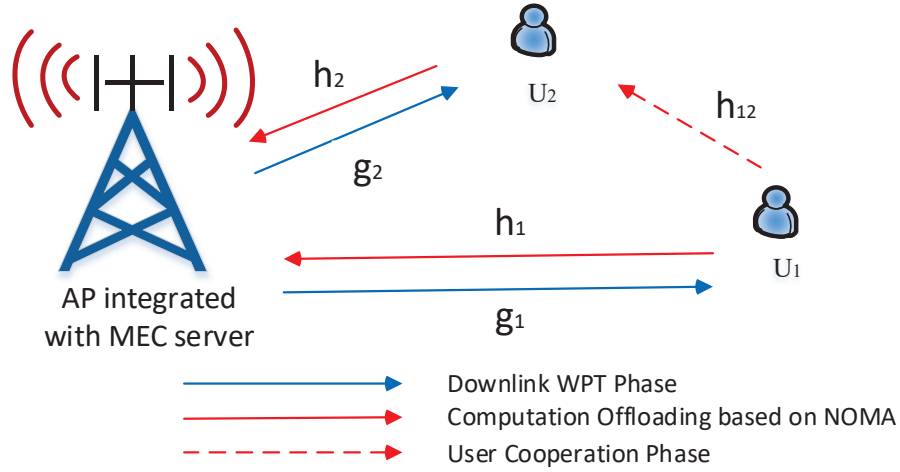 h2
U2
h12
g2
h1
U1
g1
AP integrated
with MEC server
Downlink WPT Phase
Computation Offloading based on NOMA
User Cooperation Phase